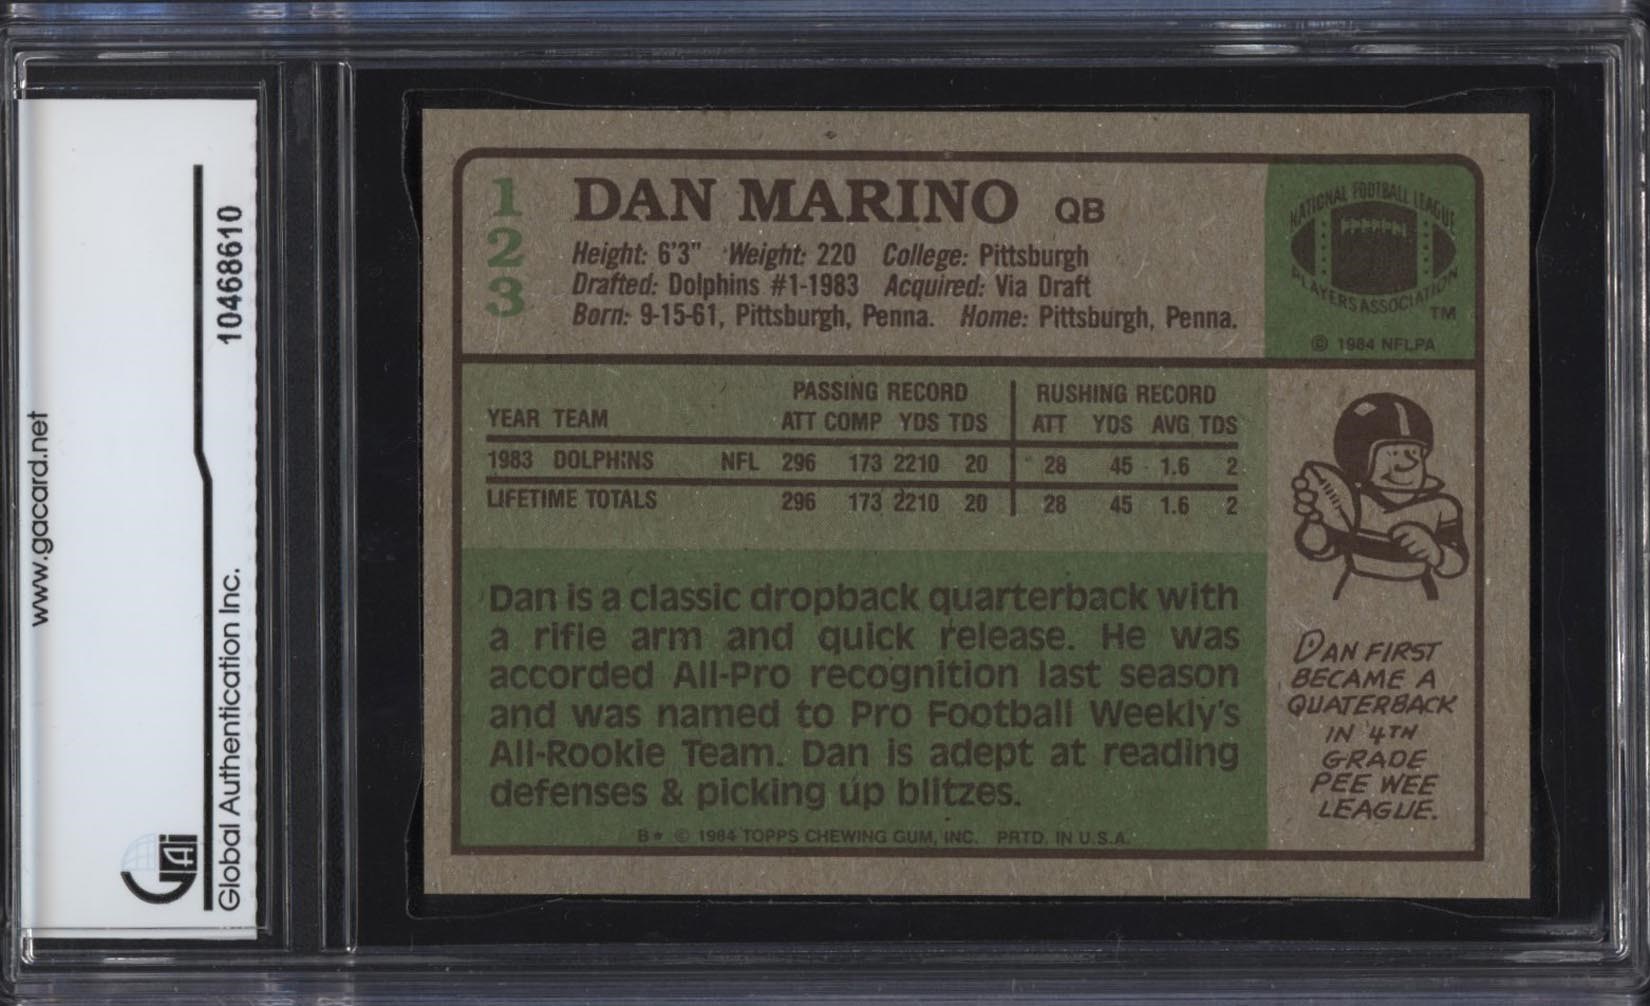 www.gacard.net
10468610
Global Authentication Inc.
GAi
123
DAN MARINO QB
Height: 6'3" Weight: 220 College: Pittsburgh
Drafted: Dolphins #1-1983 Acquired: Via Draft
Born: 9-15-61, Pittsburgh, Penna. Home: Pittsburgh, Penna.
NATIONAL FOOTBALL LEAGUE
NFLPA
PLAYERS ASSOCIATION
TM
© 1984 NFLPA
PASSING RECORD RUSHING RECORD
YEAR TEAM ATT COMP YDS TDS ATT YDS AVG TDS
1983 DOLPHINS NFL 296 173 2210 20 28 45 1.6 2
LIFETIME TOTALS 296 173 2210 20 28 45 1.6 2
Dan is a classic dropback quarterback with
a rifle arm and quick release. He was
accorded All-Pro recognition last season
and was named to Pro Football Weekly's
All-Rookie Team. Dan is adept at reading
defenses & picking up blitzes.
B* © 1984 TOPPS CHEWING GUM, INC. PRTD. IN U.S.A.
DAN FIRST
BECAME A
QUATERBACK
IN 4TH
GRADE
PEE WEE
LEAGUE.